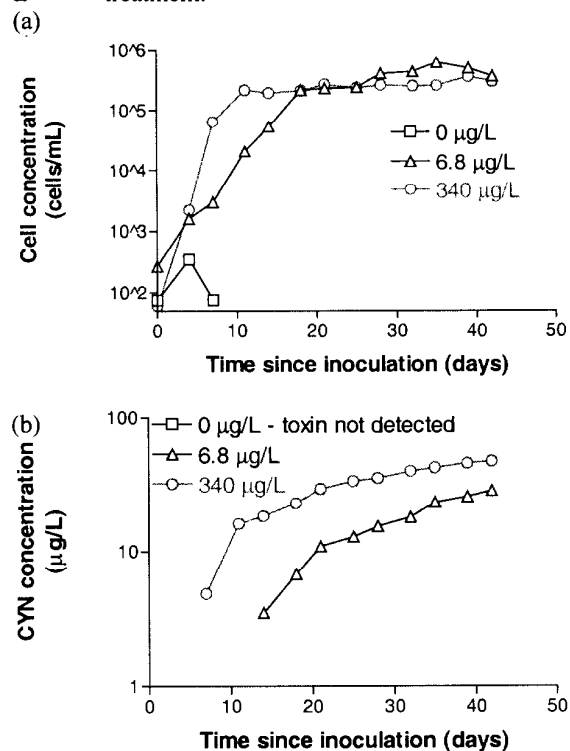 treatment.
(a)
10^6
10^5
10^4
10^3
10^2
Cell concentration
(cells/mL)
0 µg/L
6.8 µg/L
340 µg/L
0 10 20 30 40 50
Time since inoculation (days)
(b)
100
10
1
CYN concentration
(µg/L)
0 µg/L - toxin not detected
6.8 µg/L
340 µg/L
0 10 20 30 40 50
Time since inoculation (days)